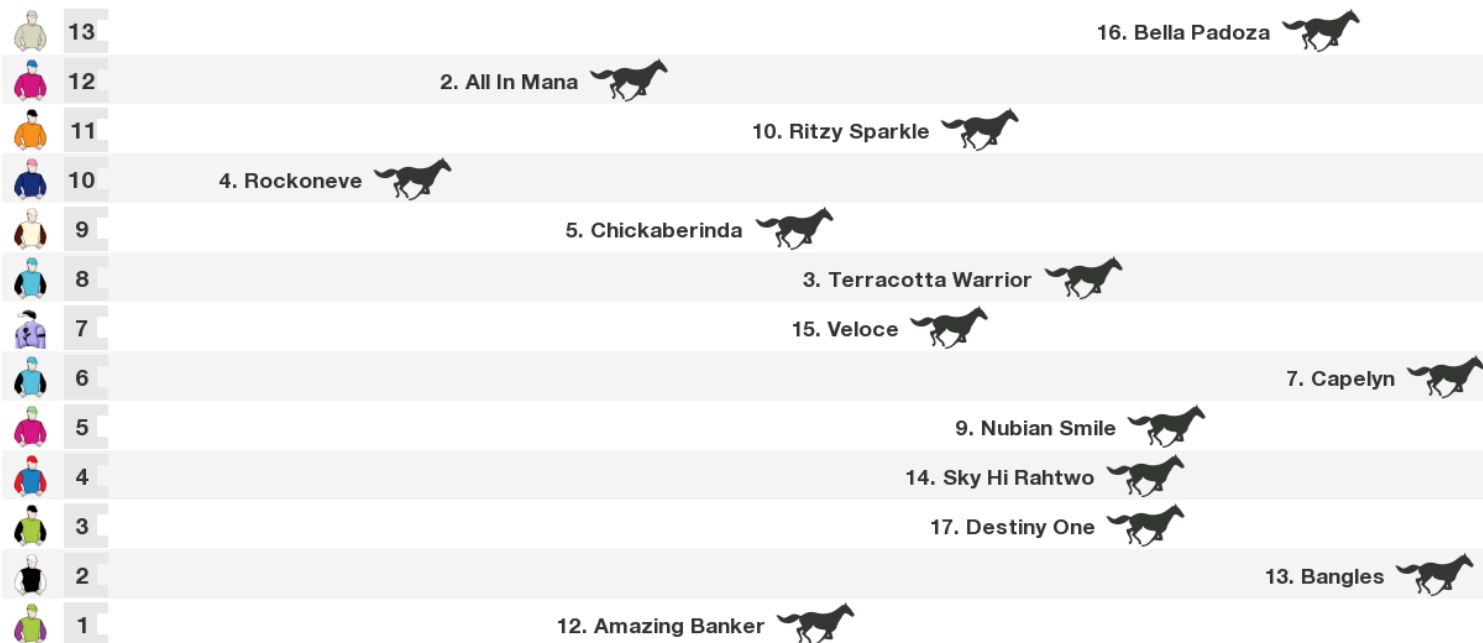 13 16. Bella Padoza
12 2. All In Mana
11 10. Ritzy Sparkle
10 4. Rockoneve
9 5. Chickaberinda
8 3. Terracotta Warrior
7 15. Veloce
6 7. Capelyn
5 9. Nubian Smile
4 14. Sky Hi Rahtwo
3 17. Destiny One
2 13. Bangles
1 12. Amazing Banker